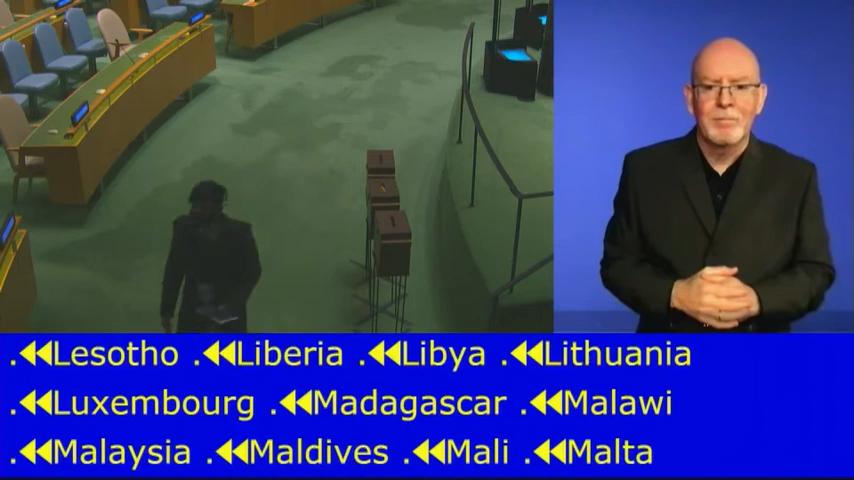 .⏪Lesotho .⏪Liberia .⏪Libya .⏪Lithuania
.⏪Luxembourg .⏪Madagascar .⏪Malawi
.⏪Malaysia .⏪Maldives .⏪Mali .⏪Malta